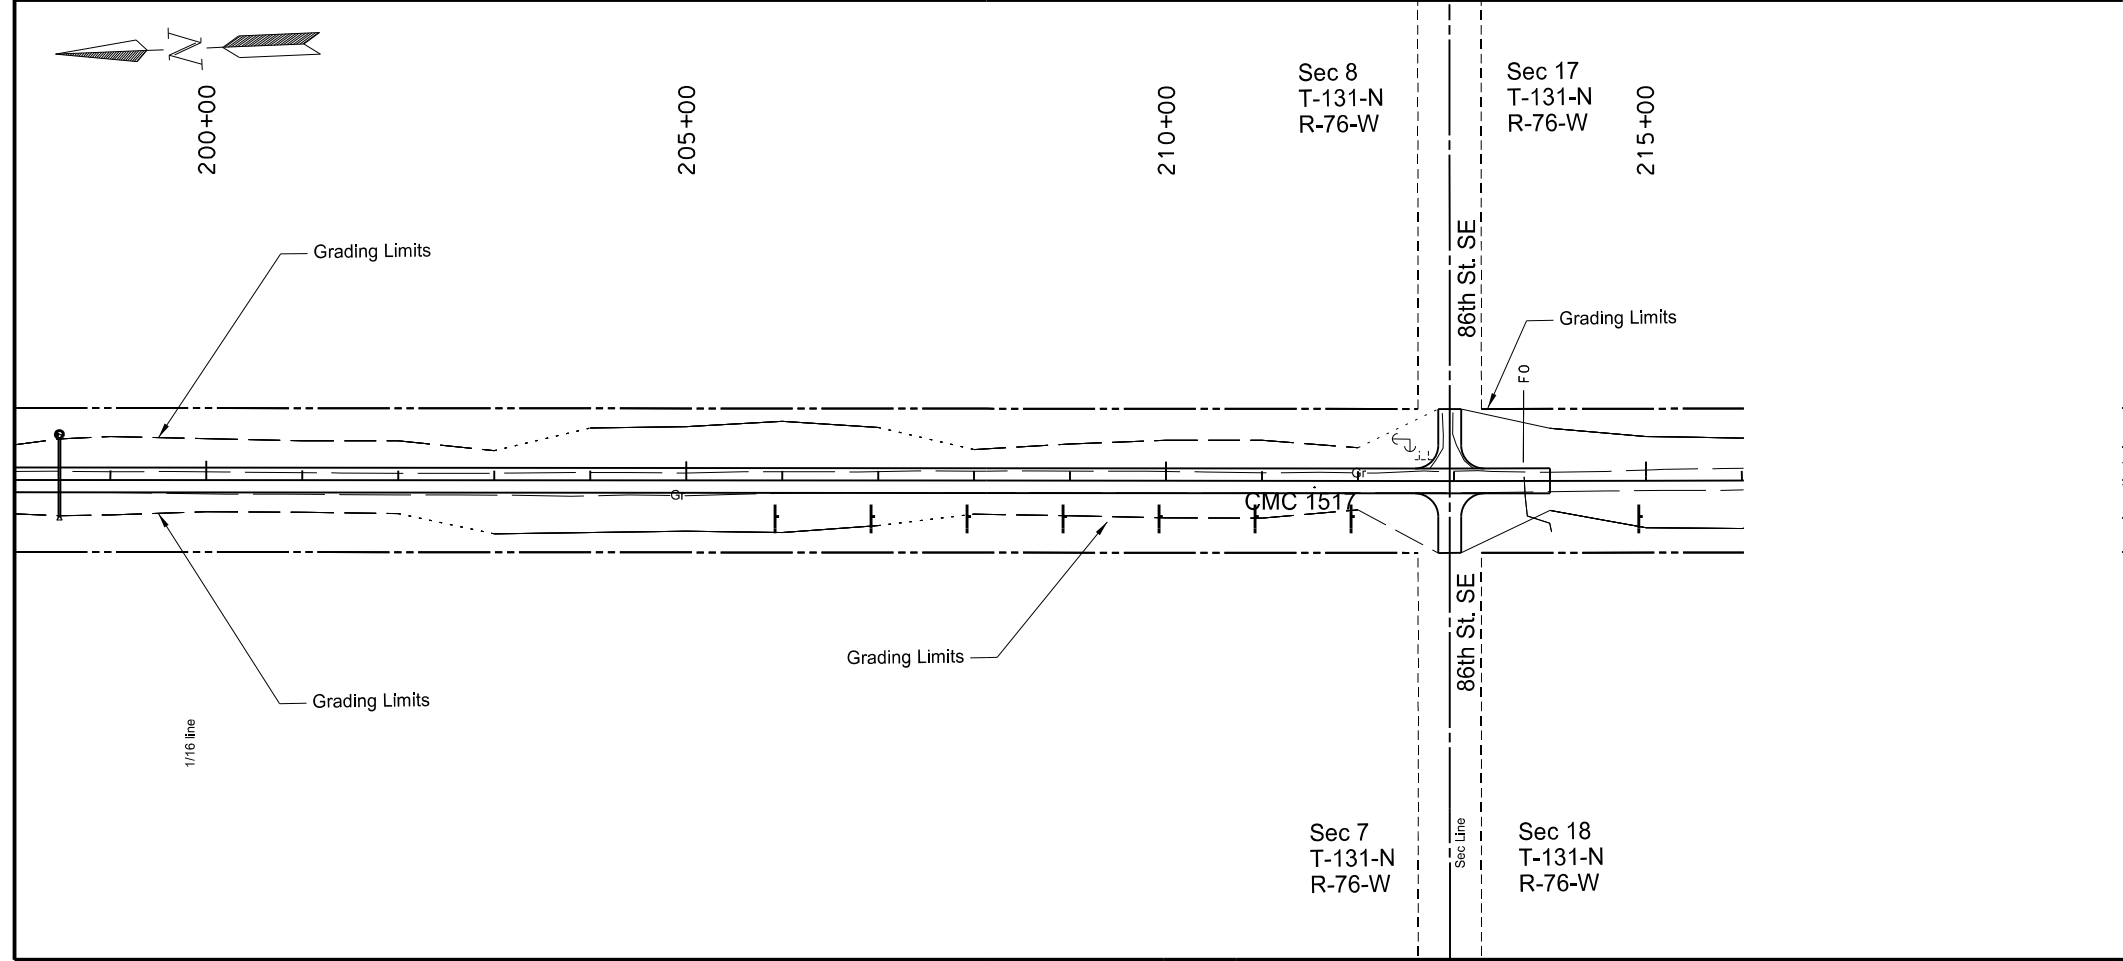 N
200+00
205+00
210+00
215+00
Sec 8
T-131-N
R-76-W
Sec 17
T-131-N
R-76-W
86th St. SE
Grading Limits
Grading Limits
FO
Gr
Gr
CMC 1517
86th St. SE
Grading Limits
Grading Limits
1/16 line
Sec Line
Sec 7
T-131-N
R-76-W
Sec 18
T-131-N
R-76-W